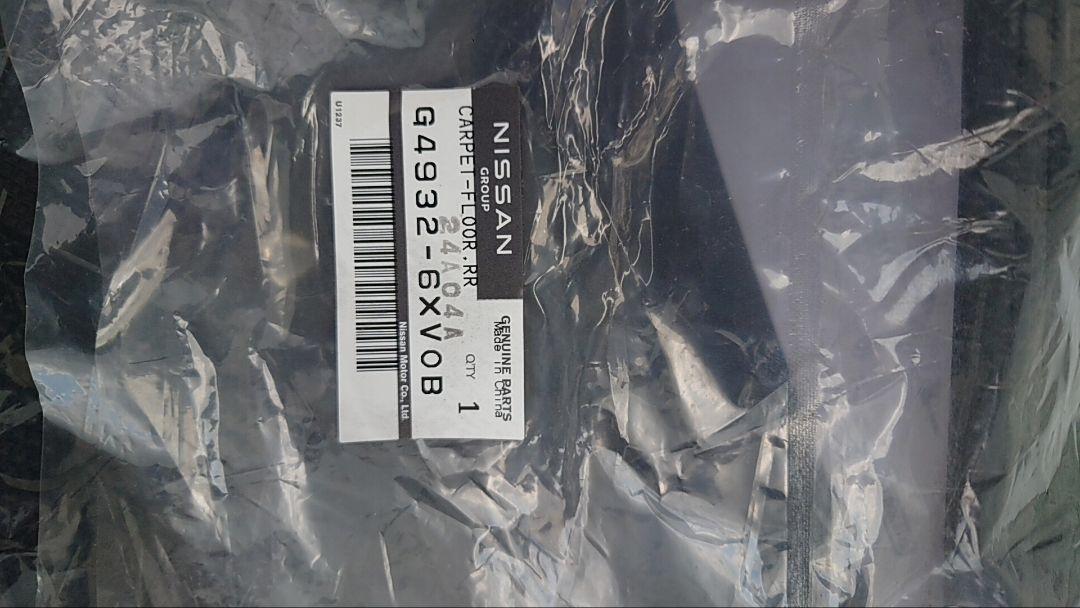 NISSAN
GROUP
GENUINE PARTS
Made in China
CARPET-FLOOR,RR
QTY
1
24A04A
G4932-6XV0B
Nissan Motor Co., Ltd.
U1237